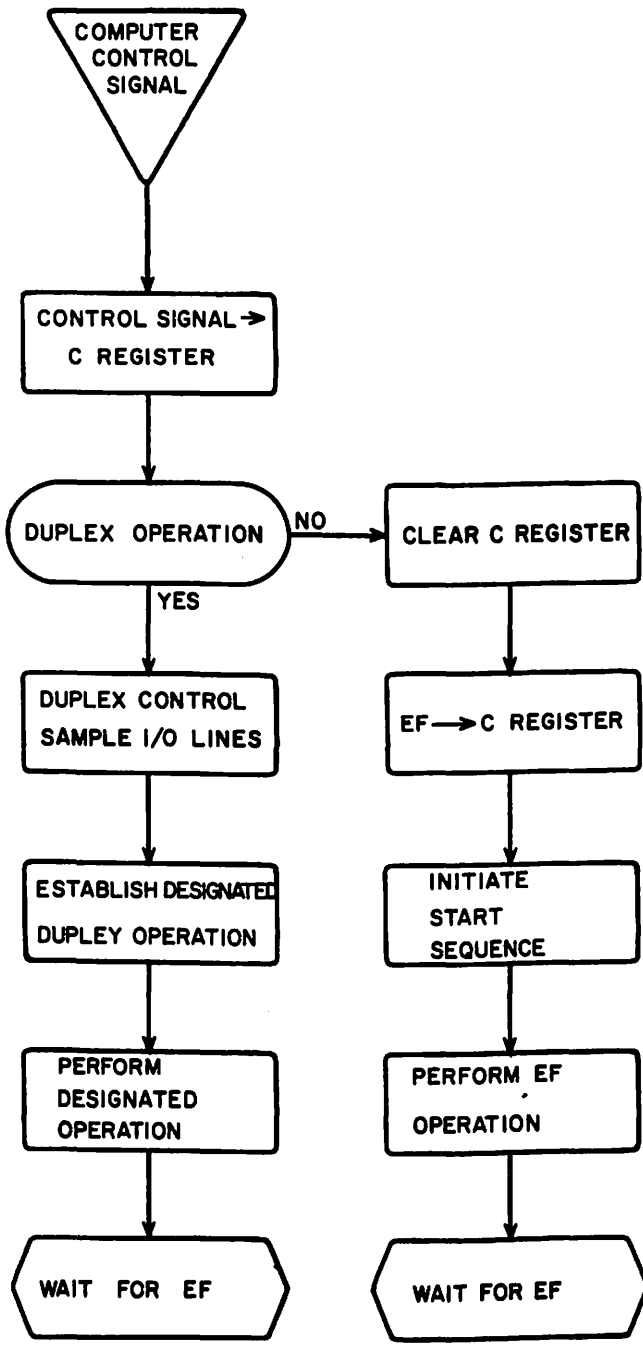 COMPUTER
CONTROL
SIGNAL
CONTROL SIGNAL →
C REGISTER
DUPLEX OPERATION
NO
CLEAR C REGISTER
YES
DUPLEX CONTROL
SAMPLE I/O LINES
EF → C REGISTER
ESTABLISH DESIGNATED
DUPLEY OPERATION
INITIATE
START
SEQUENCE
PERFORM
DESIGNATED
OPERATION
PERFORM EF
OPERATION
WAIT FOR EF
WAIT FOR EF